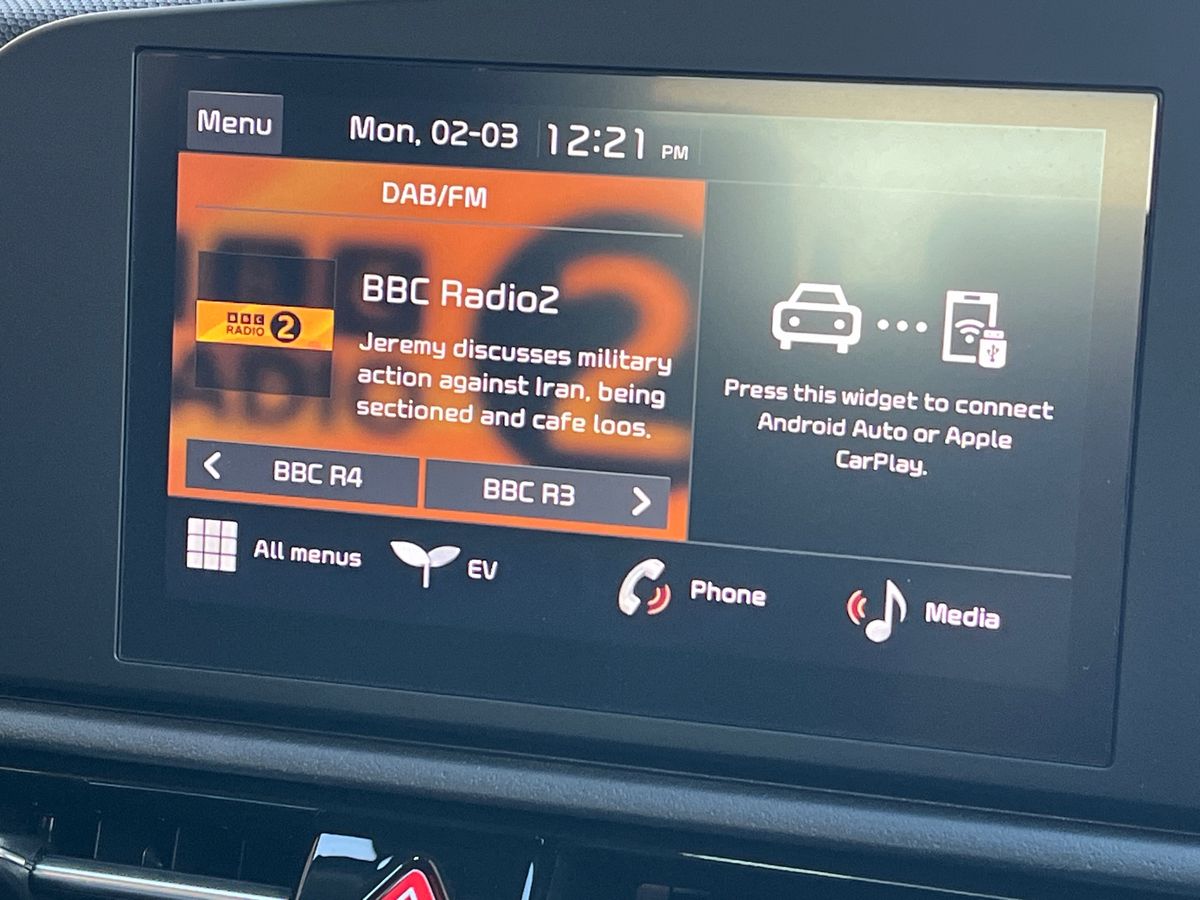 Menu
Mon, 02-03 12:21 PM
DAB/FM
BBC RADIO 2
BBC Radio2
Jeremy discusses military
action against Iran, being
sectioned and cafe loos.
BBC R4
BBC R3
Press this widget to connect
Android Auto or Apple
CarPlay.
All menus
EV
Phone
Media